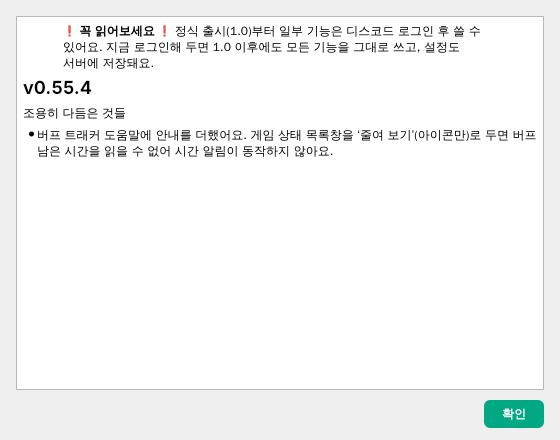 ❗ 꼭 읽어보세요 ❗ 정식 출시(1.0)부터 일부 기능은 디스코드 로그인 후 쓸 수
있어요. 지금 로그인해 두면 1.0 이후에도 모든 기능을 그대로 쓰고, 설정도
서버에 저장돼요.
v0.55.4
조용히 다듬은 것들
• 버프 트래커 도움말에 안내를 더했어요. 게임 상태 목록창을 '줄여 보기'(아이콘만)로 두면 버프
남은 시간을 읽을 수 없어 시간 알림이 동작하지 않아요.
확인